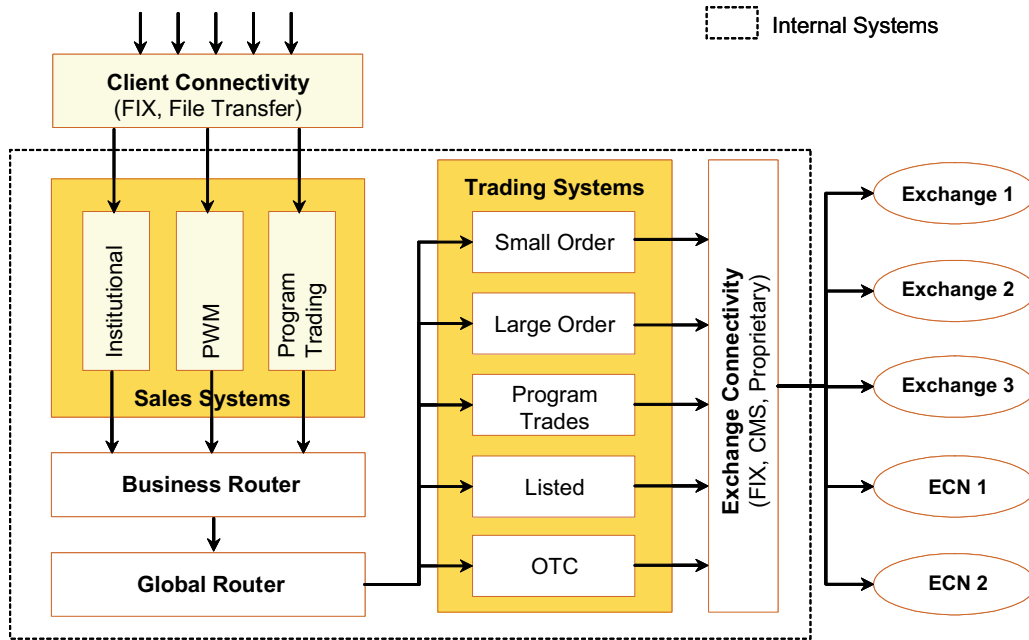 Internal Systems
Client Connectivity
(FIX, File Transfer)
Institutional
PWM
Program
Trading
Sales Systems
Business Router
Global Router
Trading Systems
Small Order
Large Order
Program
Trades
Listed
OTC
Exchange Connectivity
(FIX, CMS, Proprietary)
Exchange 1
Exchange 2
Exchange 3
ECN 1
ECN 2